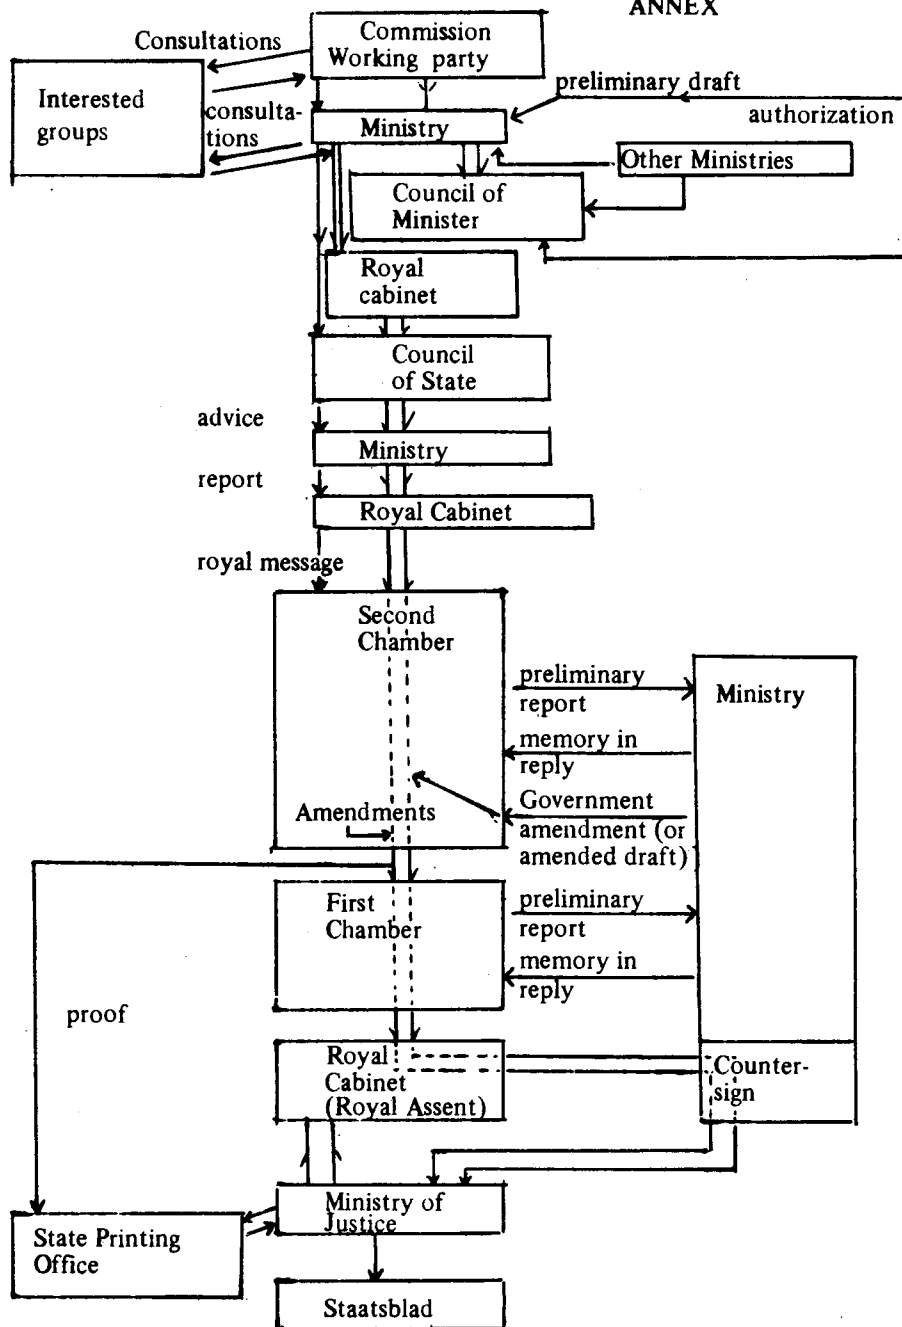 ANNEX
Commission
Working party
Consultations
Interested
groups
consulta-
tions
preliminary draft
authorization
Ministry
Other Ministries
Council of
Minister
Royal
cabinet
Council
of State
advice
Ministry
report
Royal Cabinet
royal message
Second
Chamber
preliminary
report
Ministry
memory in
reply
Government
amendment (or
amended draft)
Amendments
First
Chamber
preliminary
report
memory in
reply
proof
Royal
Cabinet
(Royal Assent)
Counter-
sign
Ministry of
Justice
State Printing
Office
Staatsblad